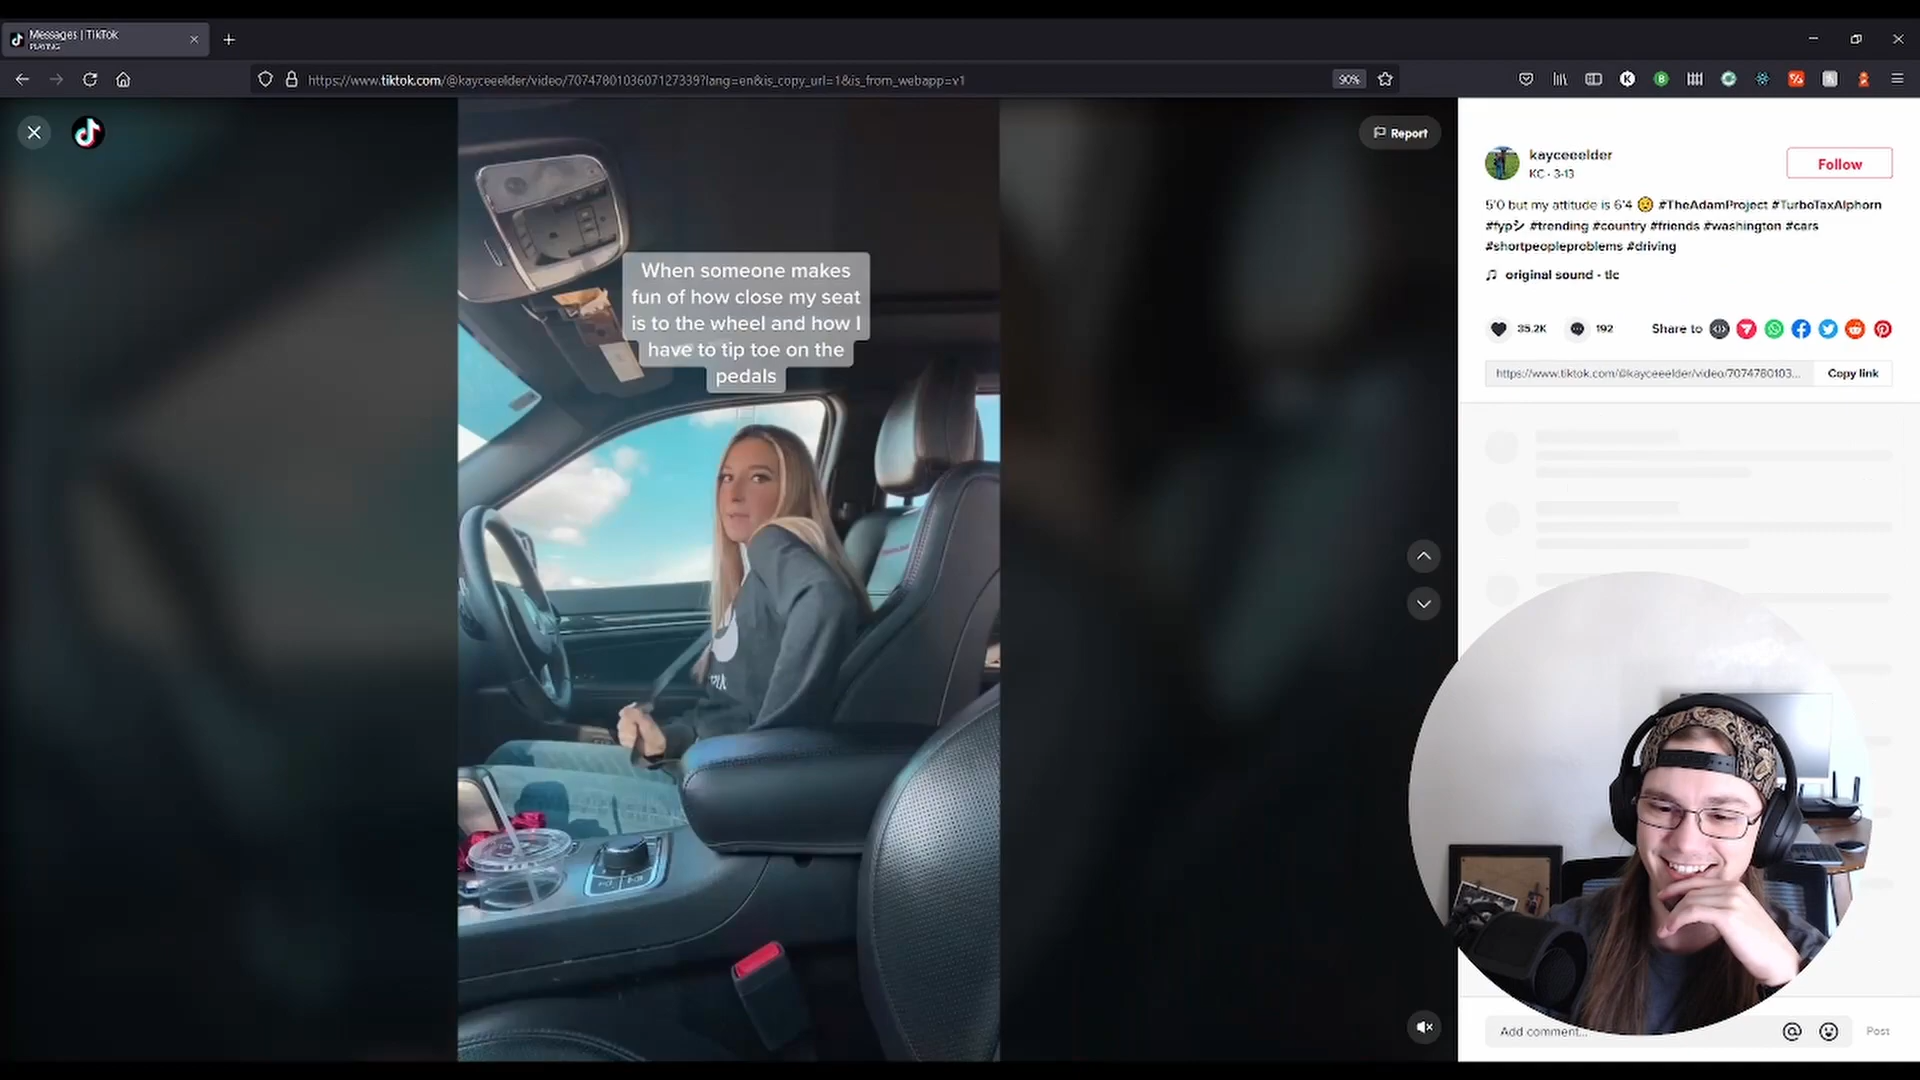 Messages | TikTok
PLAYING
https://www.tiktok.com/@kayceeelder/video/7074780103607127339?lang=en&is_copy_url=1&is_from_webapp=v1
90%
Report
When someone makes
fun of how close my seat
is to the wheel and how I
have to tip toe on the
pedals
kayceeelder
KC · 3-13
Follow
5'0 but my attitude is 6'4 😉 #TheAdamProject #TurboTaxAlphorn
#fypシ #trending #country #friends #washington #cars
#shortpeopleproblems #driving
original sound - tlc
35.2K
192
Share to
https://www.tiktok.com/@kayceeelder/video/7074780103...
Copy link
Add comment...
Post